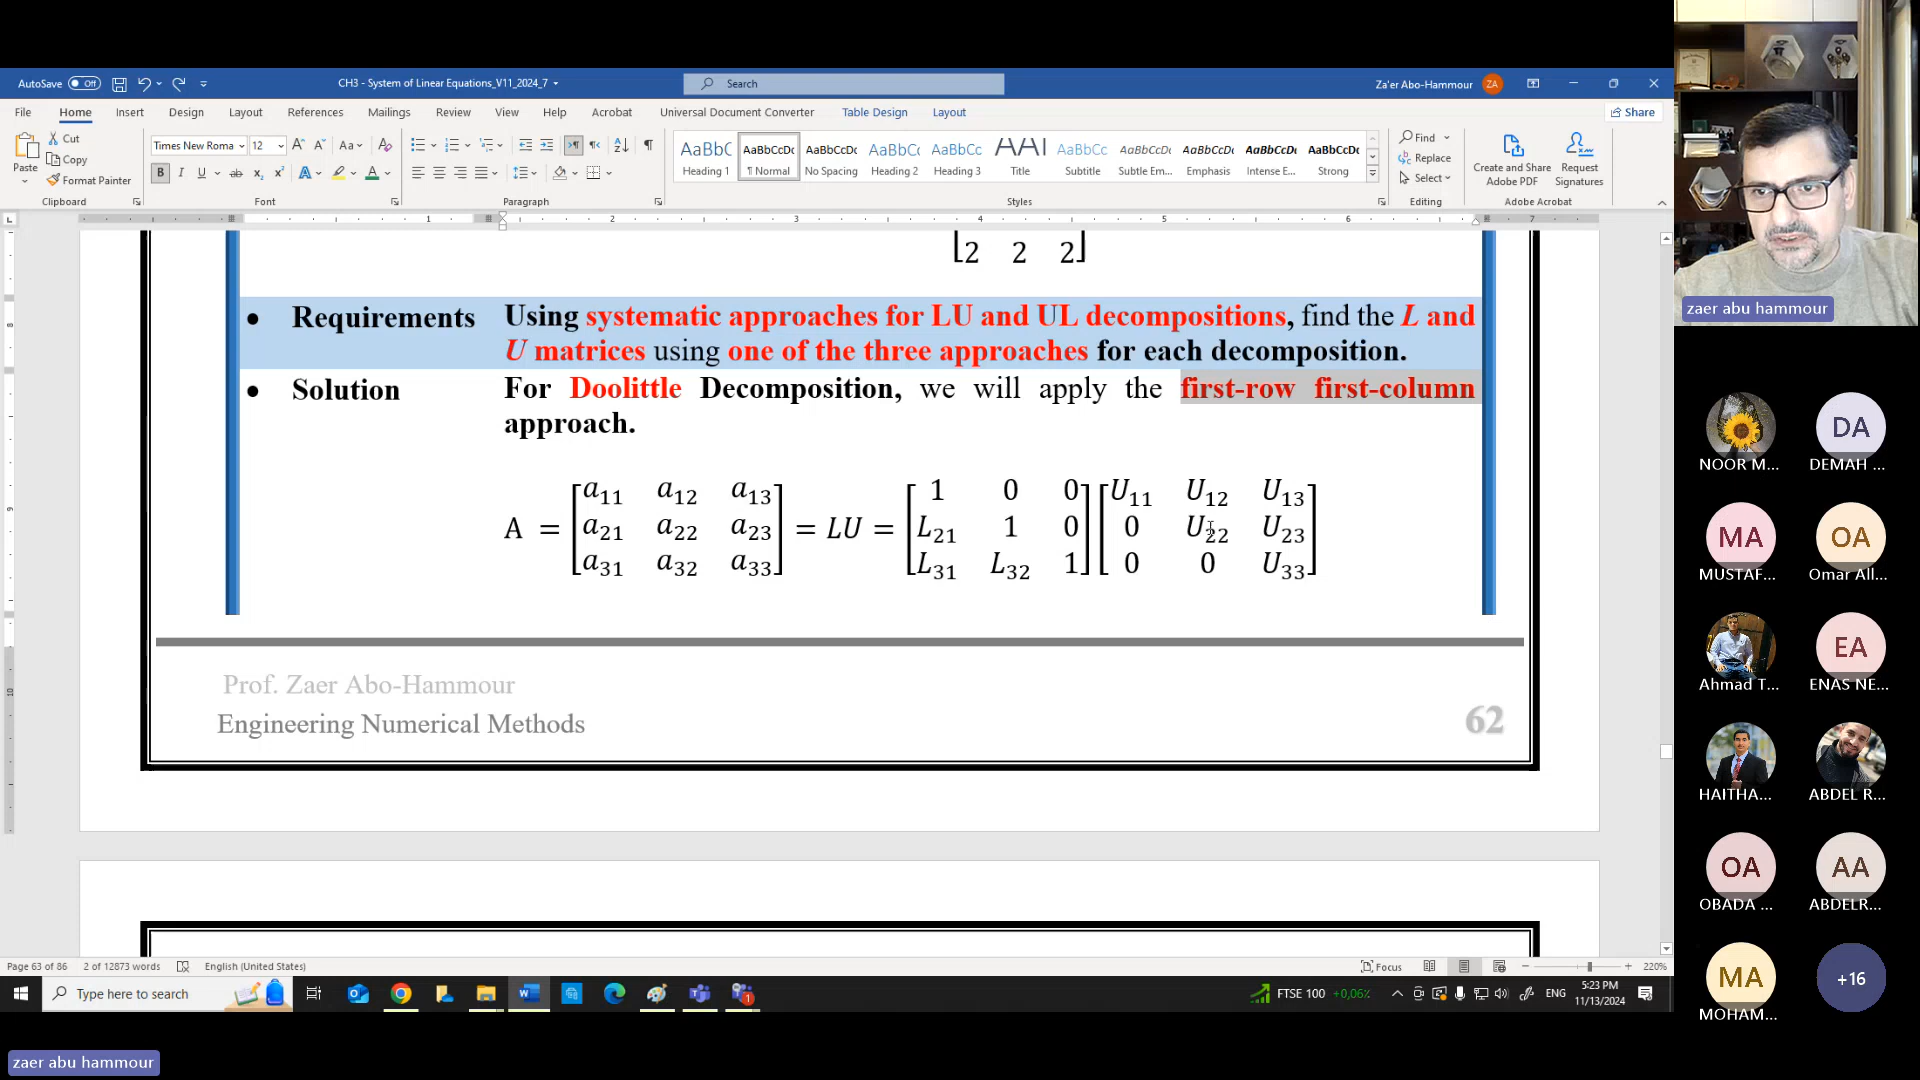 AutoSave Off
CH3 - System of Linear Equations_V11_2024_7
Search
Za'er Abo-Hammour ZA
File Home Insert Design Layout References Mailings Review View Help Acrobat Universal Document Converter Table Design Layout
Share
Paste
Cut
Copy
Format Painter
Clipboard
Times New Roma 12
Font
Paragraph
AaBbC AaBbCcDc AaBbCcDc AaBbCc AaBbCc AAI AaBbCc AaBbCcDc AaBbCcDc AaBbCcDc AaBbCcDc
Heading 1 ¶ Normal No Spacing Heading 2 Heading 3 Title Subtitle Subtle Em... Emphasis Intense E... Strong
Styles
Find
Replace
Select
Editing
Create and Share Adobe PDF
Request Signatures
Adobe Acrobat
1 2 3 4 5 6 7
[2 2 2]
• Requirements Using systematic approaches for LU and UL decompositions, find the L and
U matrices using one of the three approaches for each decomposition.
• Solution For Doolittle Decomposition, we will apply the first-row first-column
approach.
a11 a12 a13 1 0 0 U11 U12 U13
A = a21 a22 a23 = LU = L21 1 0 0 U22 U23
a31 a32 a33 L31 L32 1 0 0 U33
Prof. Zaer Abo-Hammour
Engineering Numerical Methods 62
Page 63 of 86 2 of 12873 words English (United States) Focus 220%
Type here to search
FTSE 100 +0,06% ENG 5:23 PM
11/13/2024
zaer abu hammour
zaer abu hammour
NOOR M...
DA
DEMAH ...
MA
MUSTAF...
OA
Omar All...
Ahmad T...
EA
ENAS NE...
HAITHA...
ABDEL R...
OA
OBADA ...
AA
ABDELR...
MA
MOHAM...
+16